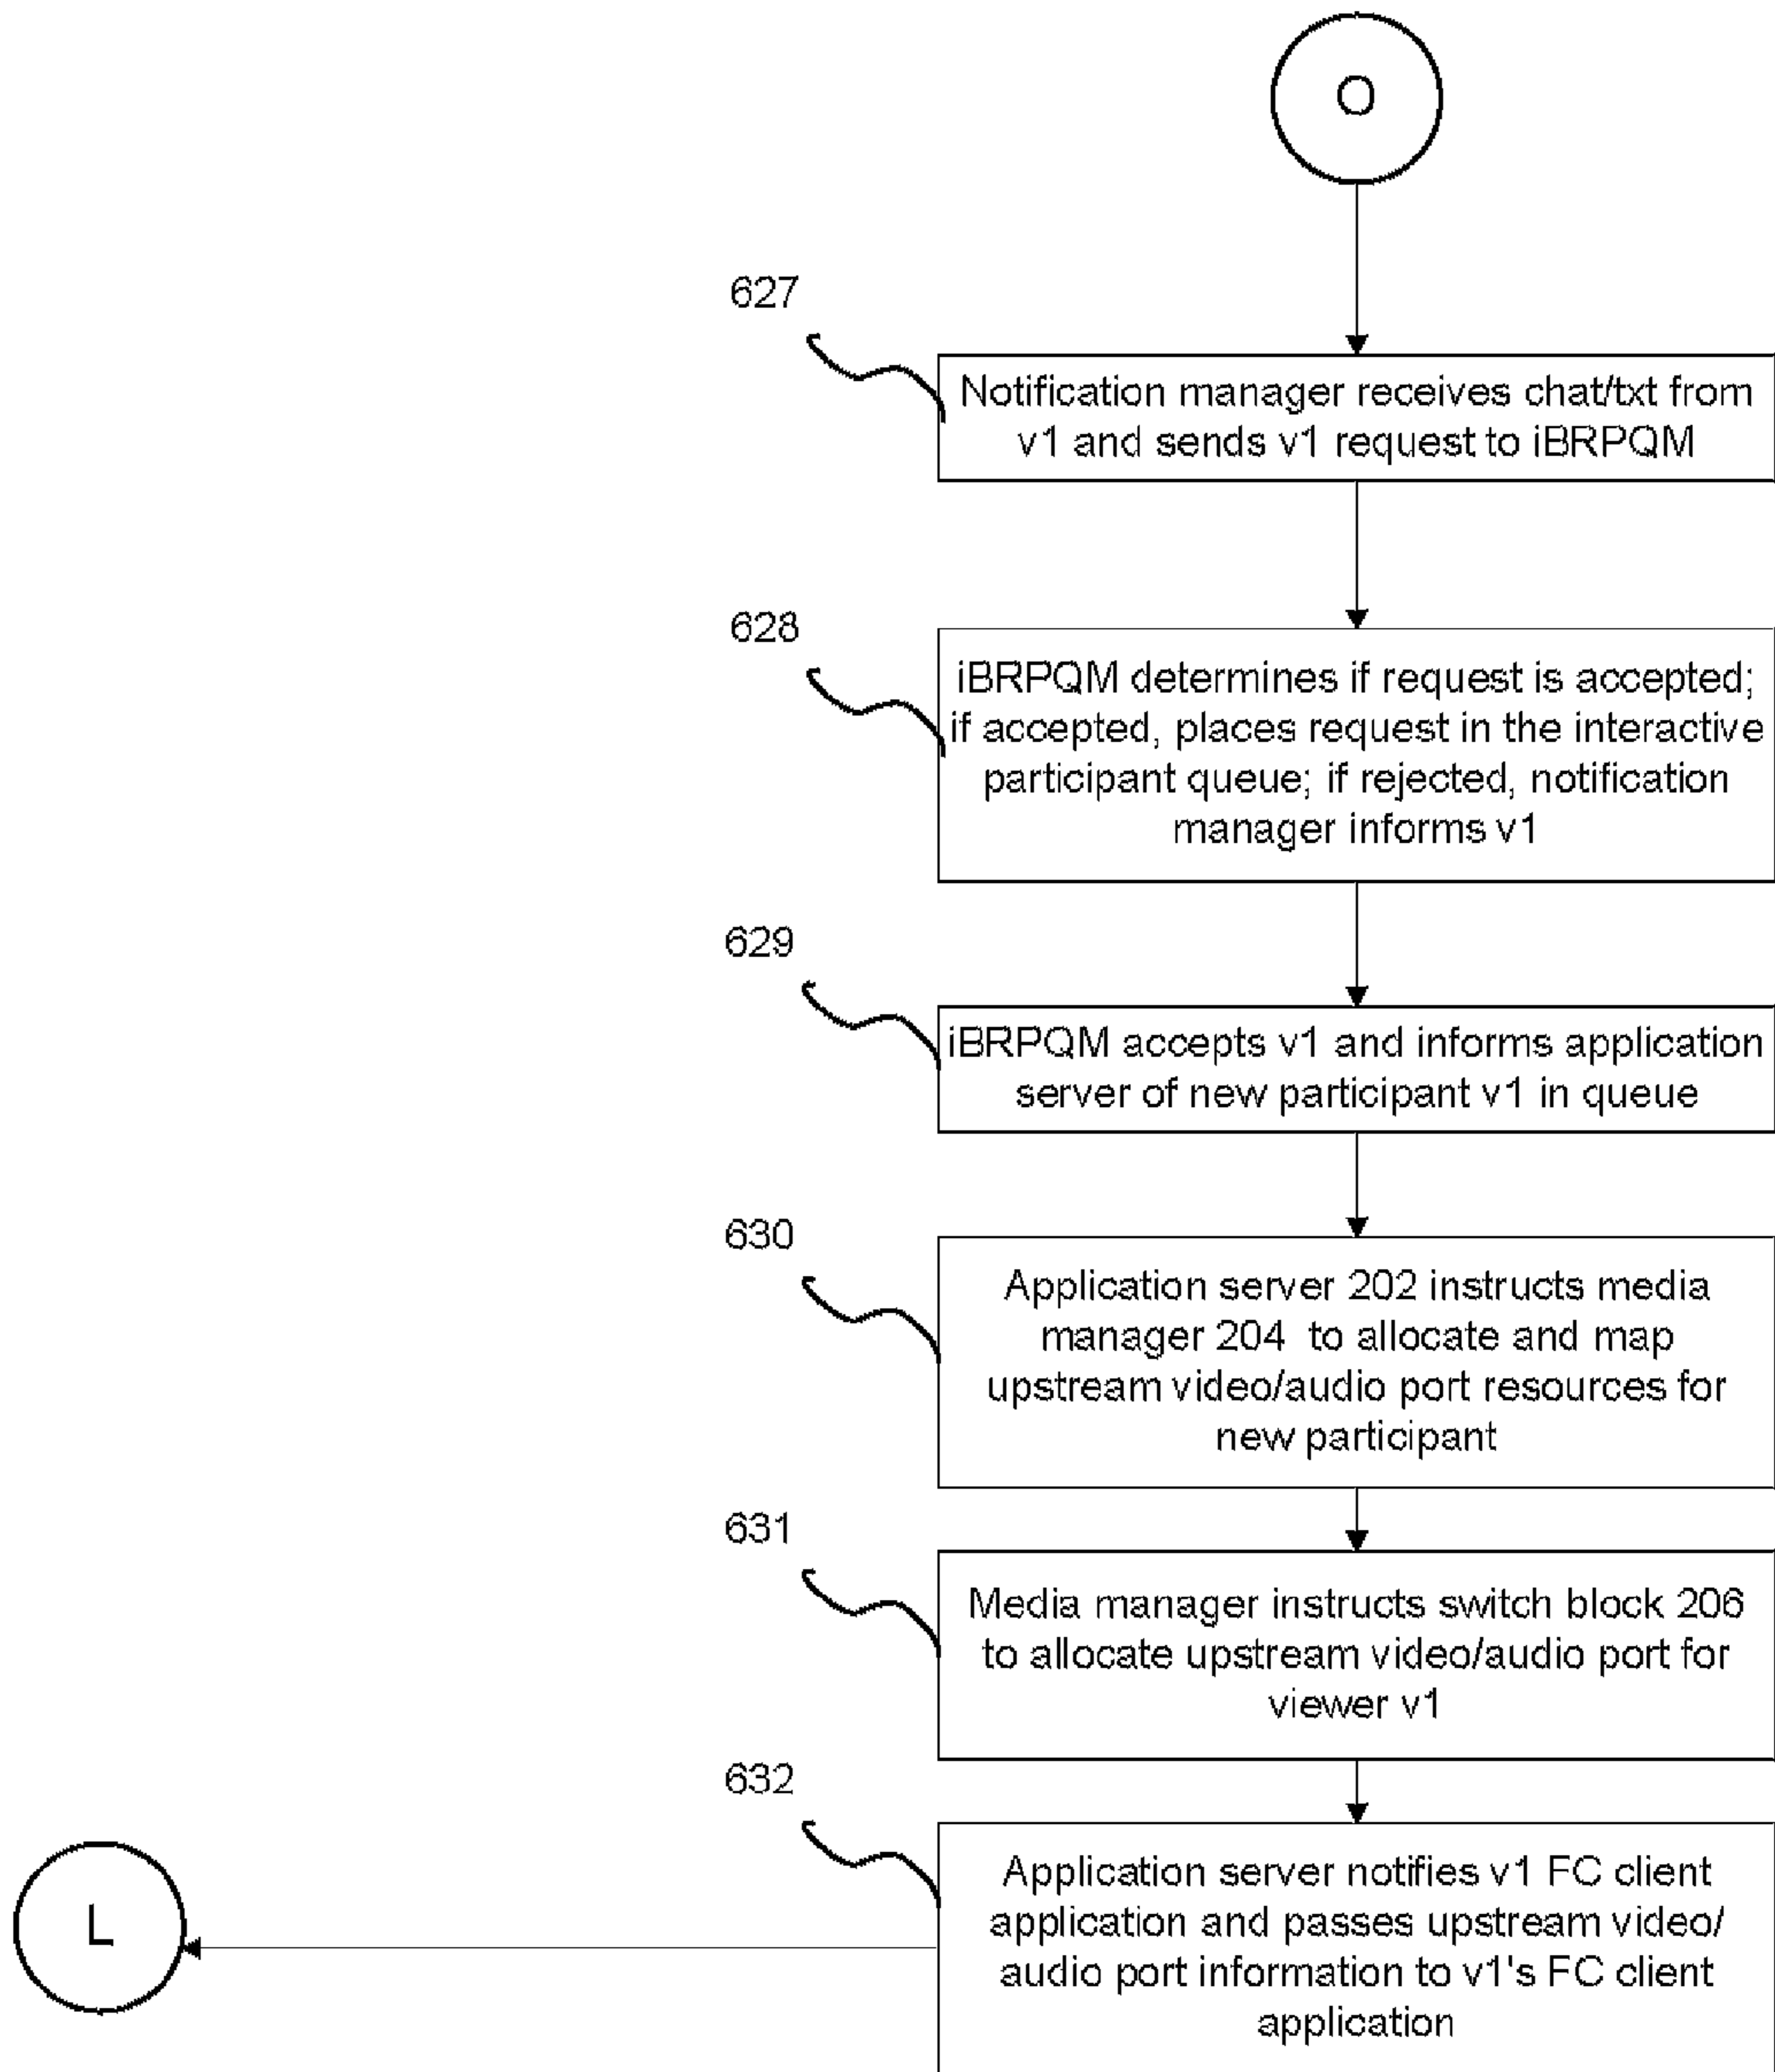 O
627
Notification manager receives chat/txt from
v1 and sends v1 request to iBRPQM
628
iBRPQM determines if request is accepted;
if accepted, places request in the interactive
participant queue; if rejected, notification
manager informs v1
629
iBRPQM accepts v1 and informs application
server of new participant v1 in queue
630
Application server 202 instructs media
manager 204 to allocate and map
upstream video/audio port resources for
new participant
631
Media manager instructs switch block 206
to allocate upstream video/audio port for
viewer v1
632
Application server notifies v1 FC client
application and passes upstream video/
audio port information to v1's FC client
application
L